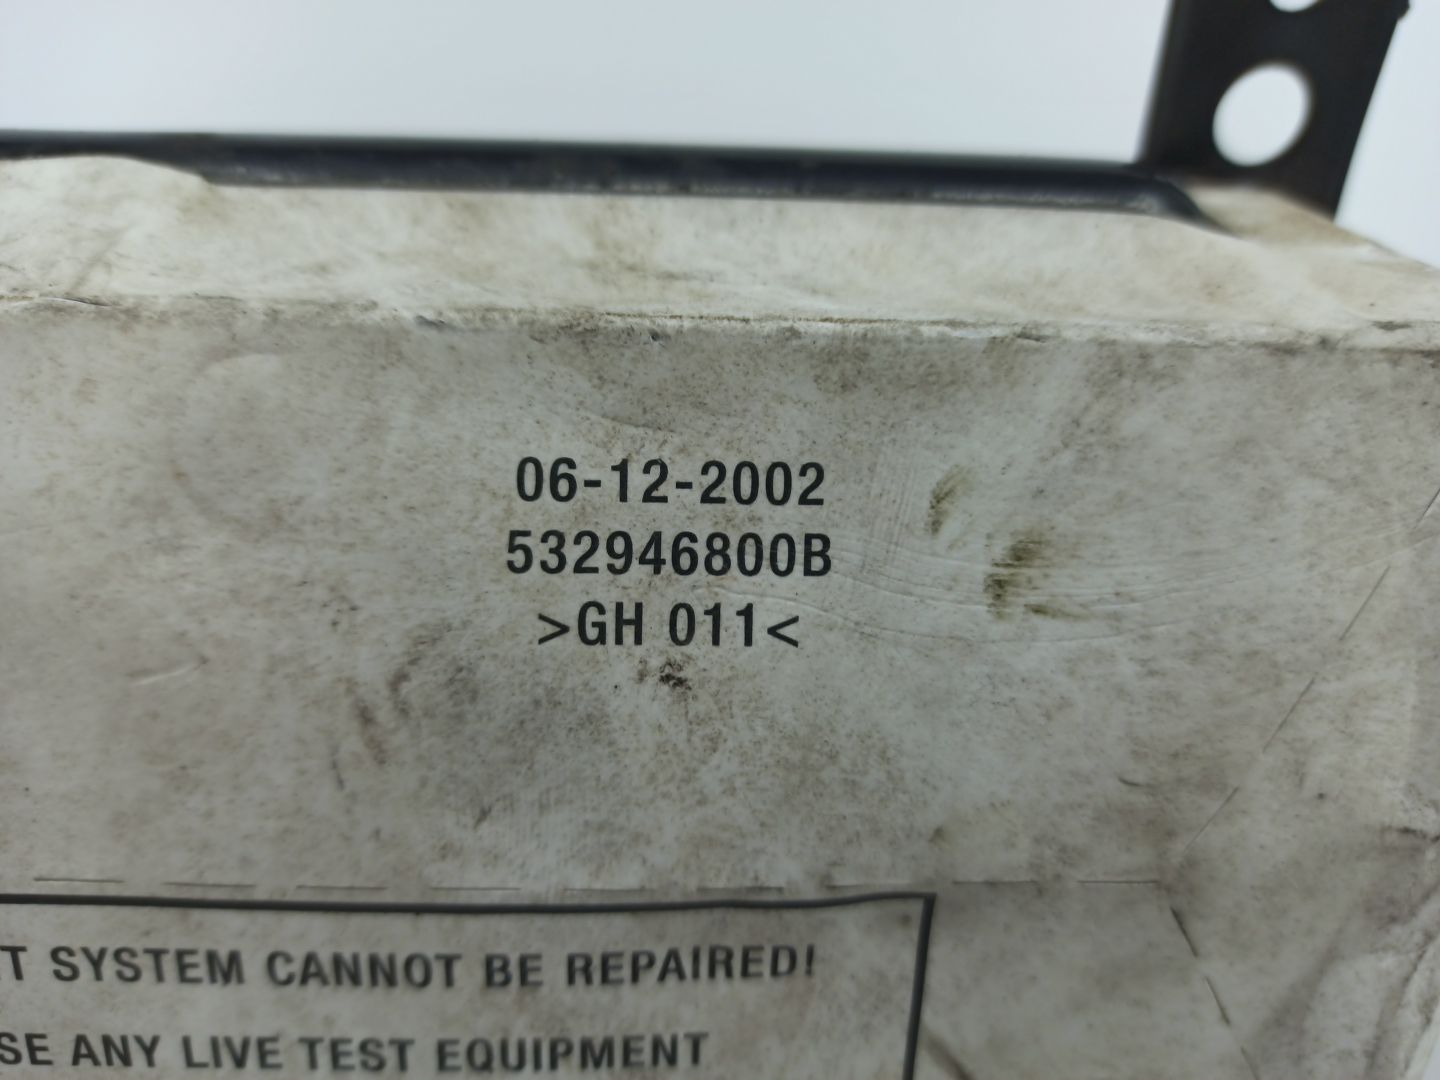 06-12-2002
532946800B
>GH 011<
T SYSTEM CANNOT BE REPAIRED!
SE ANY LIVE TEST EQUIPMENT